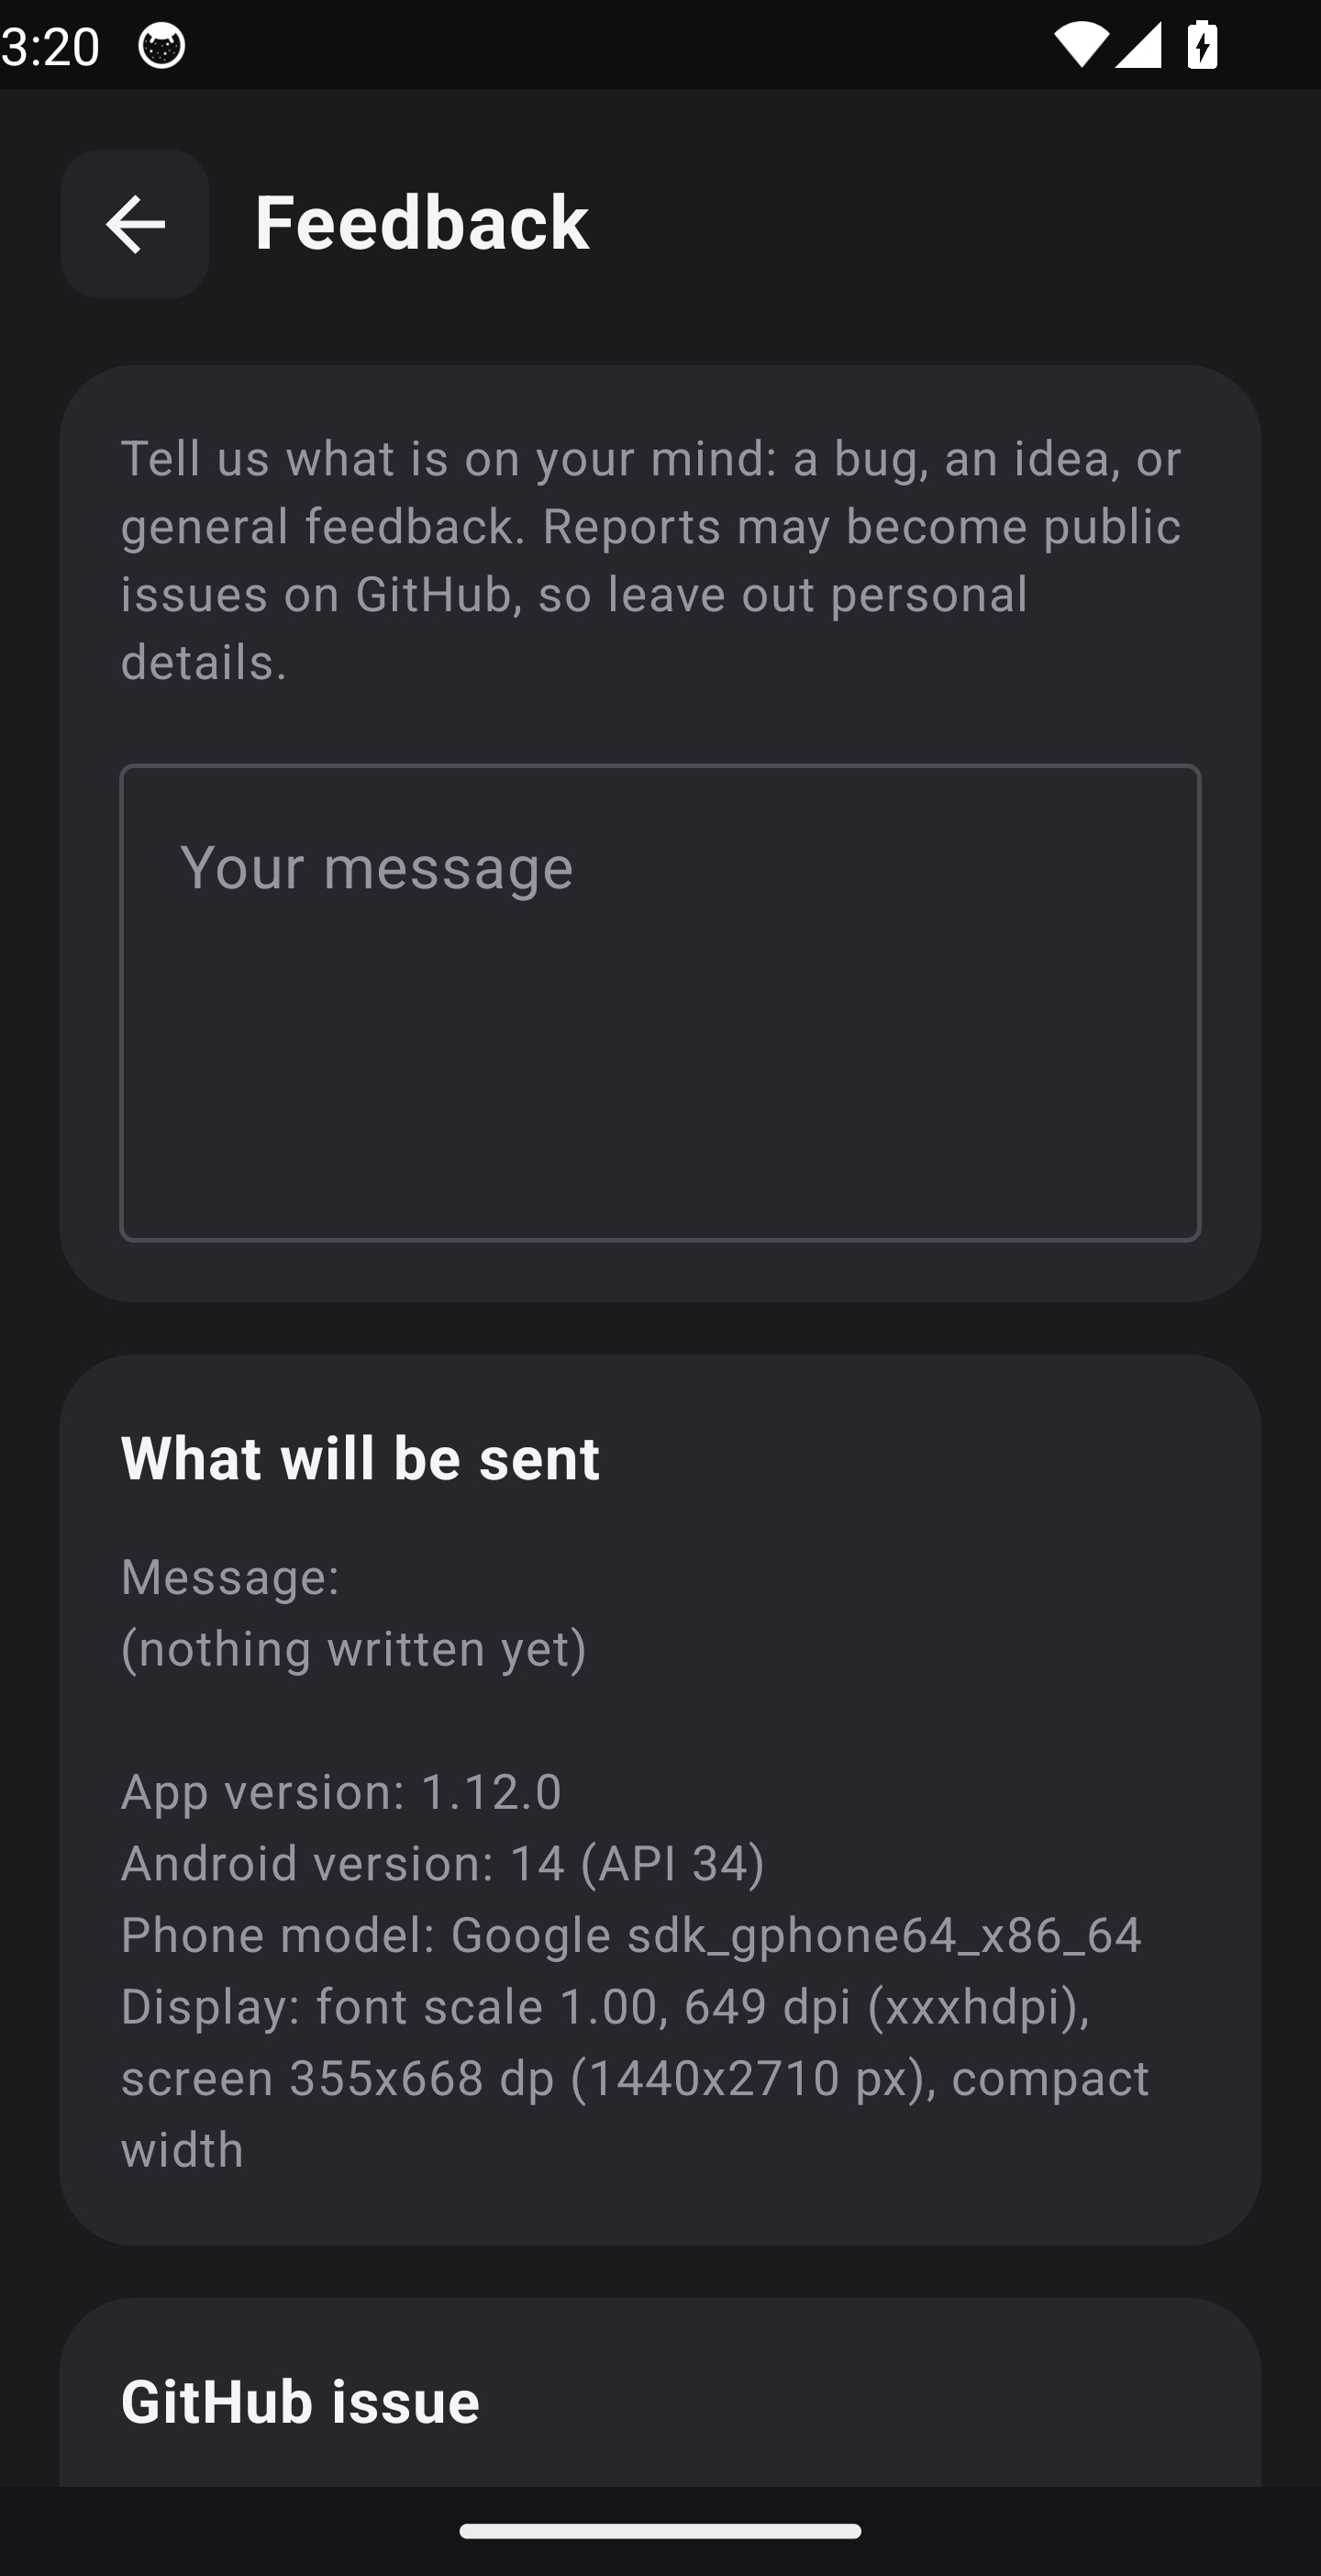 3:20
Feedback
Tell us what is on your mind: a bug, an idea, or
general feedback. Reports may become public
issues on GitHub, so leave out personal
details.
Your message
What will be sent
Message:
(nothing written yet)
App version: 1.12.0
Android version: 14 (API 34)
Phone model: Google sdk_gphone64_x86_64
Display: font scale 1.00, 649 dpi (xxxhdpi),
screen 355x668 dp (1440x2710 px), compact
width
GitHub issue